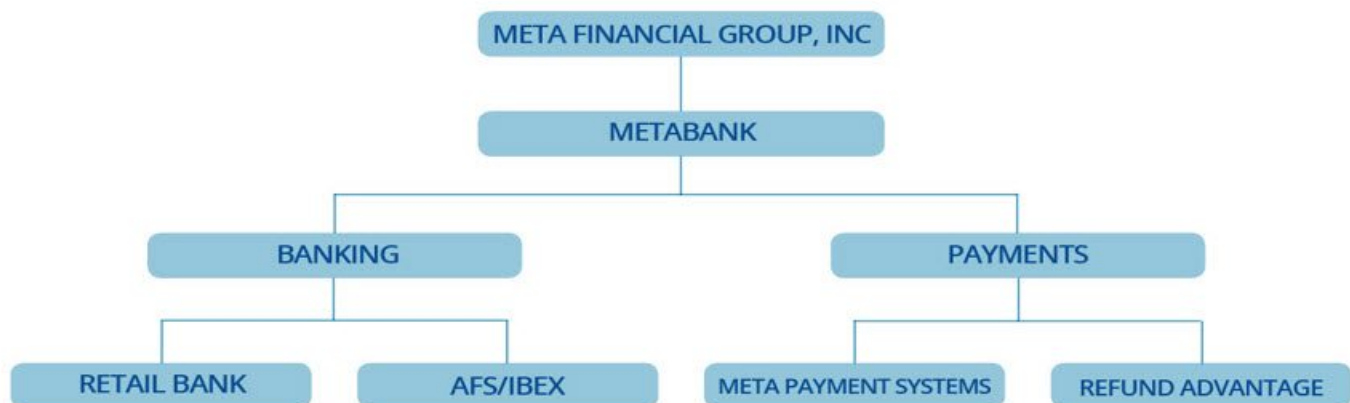 META FINANCIAL GROUP, INC
METABANK
BANKING
PAYMENTS
RETAIL BANK
AFS/IBEX
META PAYMENT SYSTEMS
REFUND ADVANTAGE